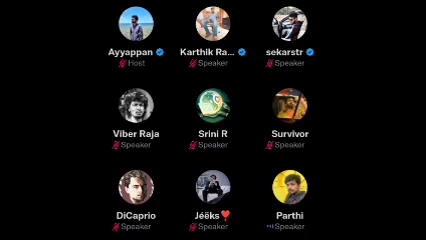 Ayyappan Karthik Ra... sekarstr
Host Speaker Speaker
Viber Raja Srini R Survivor
Speaker Speaker Speaker
DiCaprio Jéëks❤️ Parthi
Speaker Speaker Speaker